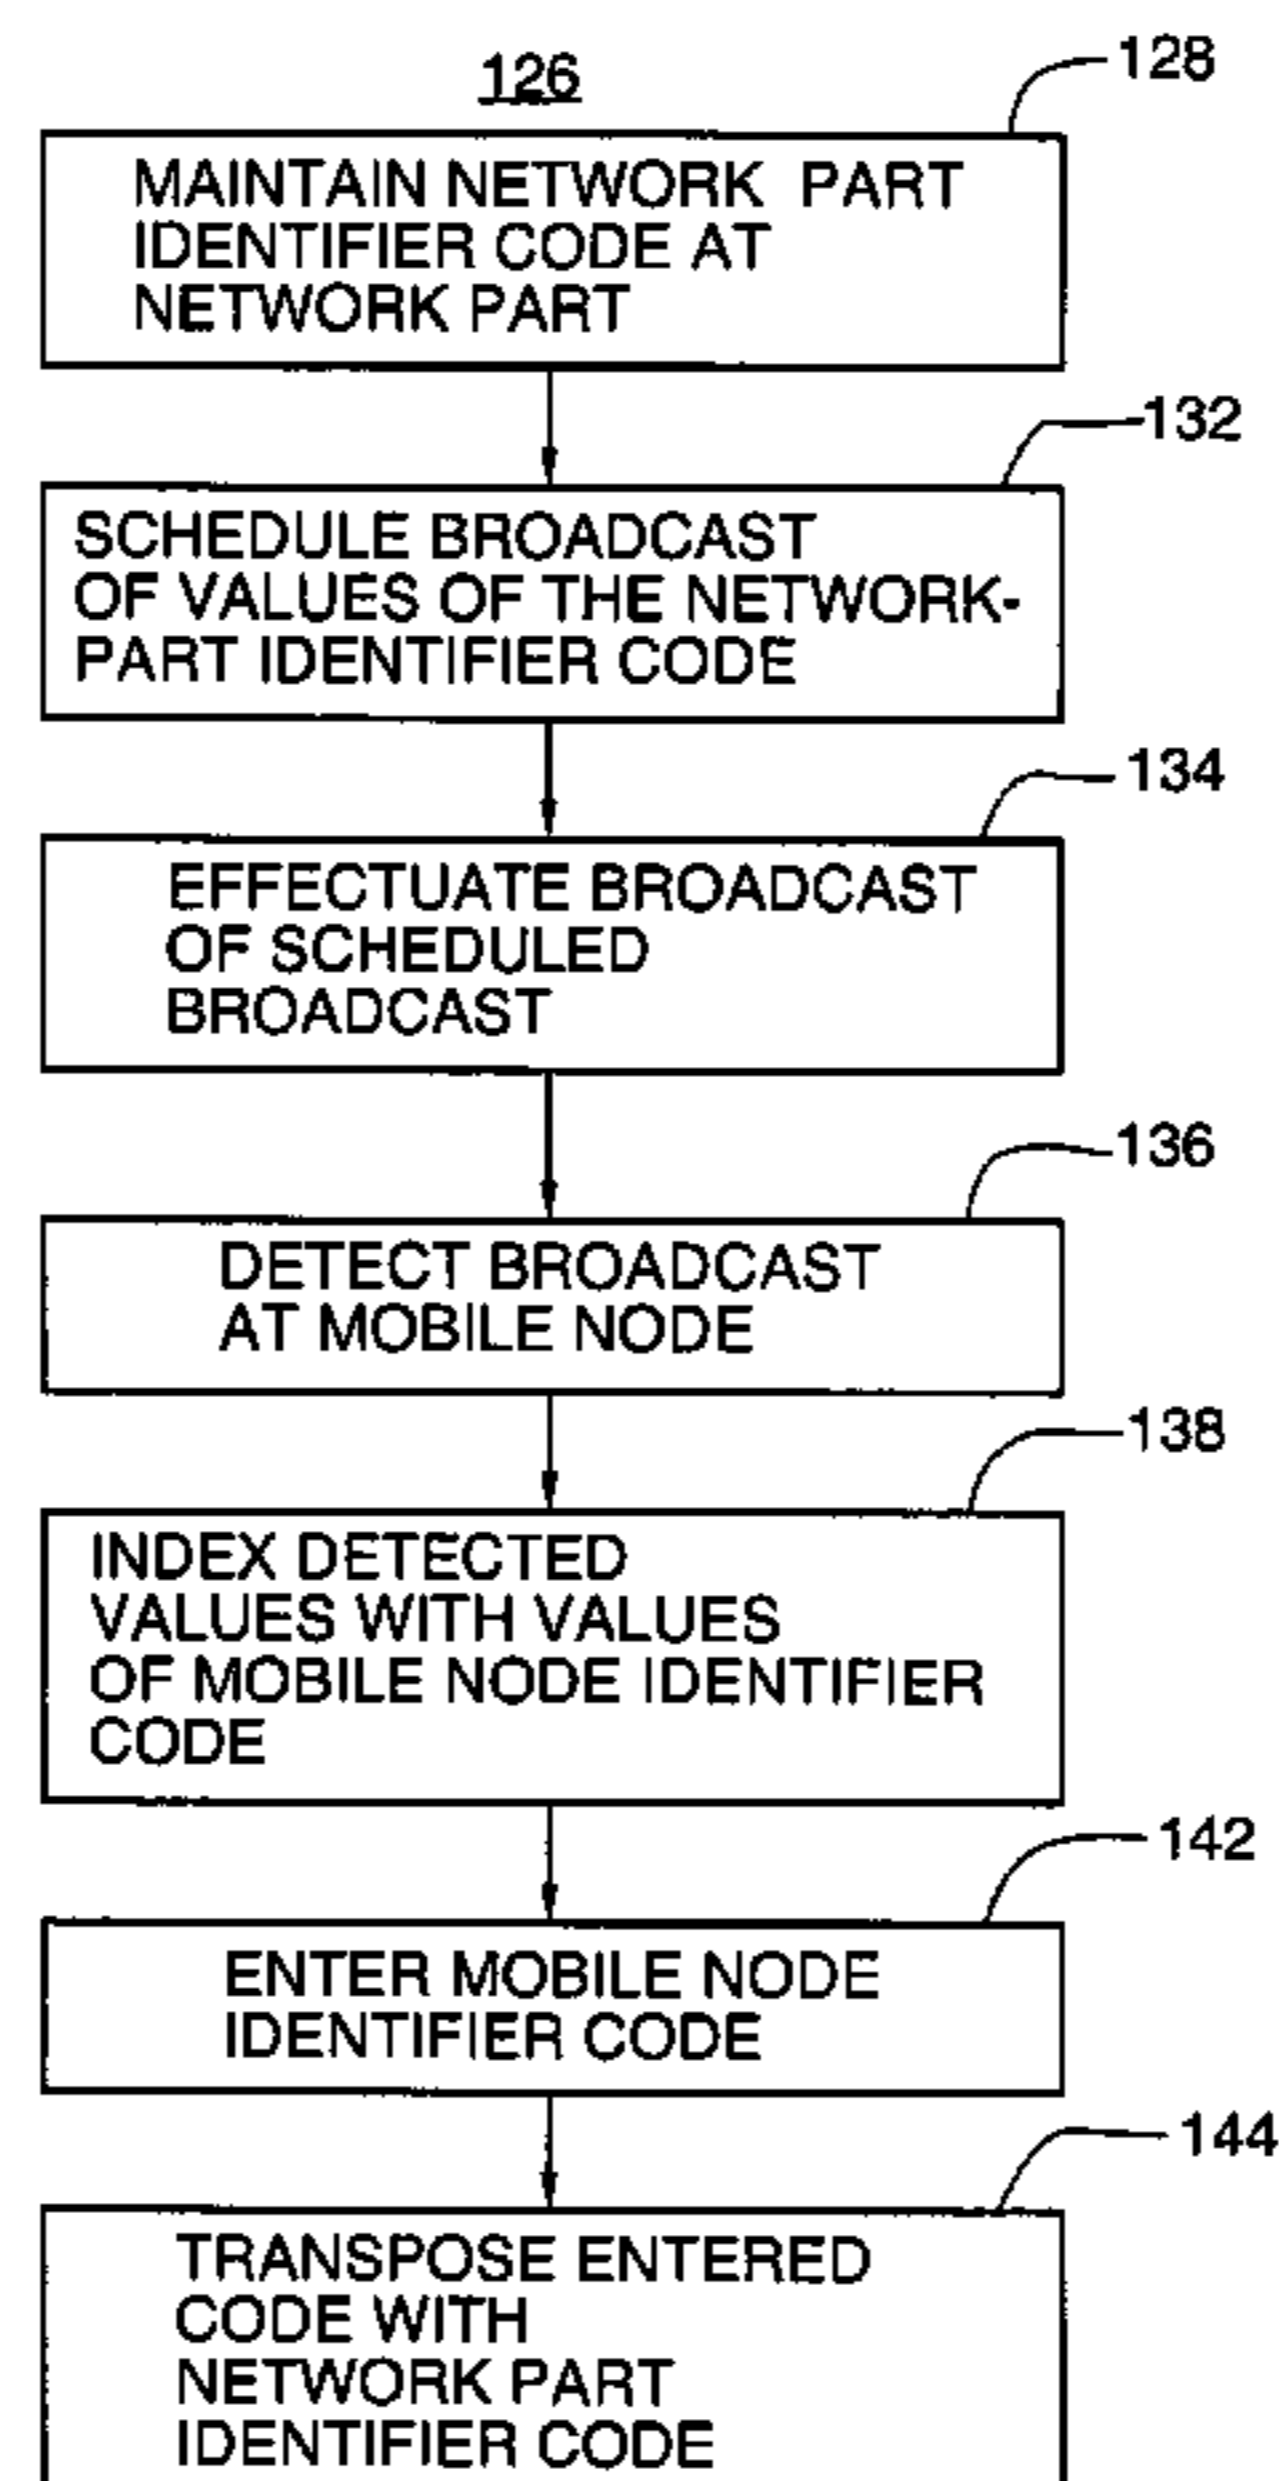 126
128
MAINTAIN NETWORK PART
IDENTIFIER CODE AT
NETWORK PART
132
SCHEDULE BROADCAST
OF VALUES OF THE NETWORK-
PART IDENTIFIER CODE
134
EFFECTUATE BROADCAST
OF SCHEDULED
BROADCAST
136
DETECT BROADCAST
AT MOBILE NODE
138
INDEX DETECTED
VALUES WITH VALUES
OF MOBILE NODE IDENTIFIER
CODE
142
ENTER MOBILE NODE
IDENTIFIER CODE
144
TRANSPOSE ENTERED
CODE WITH
NETWORK PART
IDENTIFIER CODE